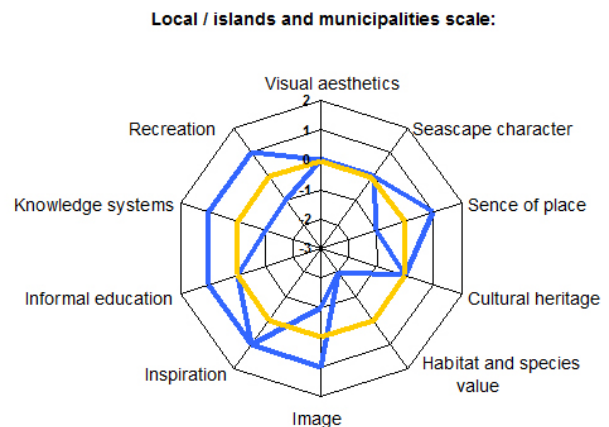 Local / islands and municipalities scale:
Visual aesthetics
2
Recreation
Seascape character
1
0
Knowledge systems
Sence of place
-1
-2
-3
Informal education
Cultural heritage
Inspiration
Habitat and species
value
Image